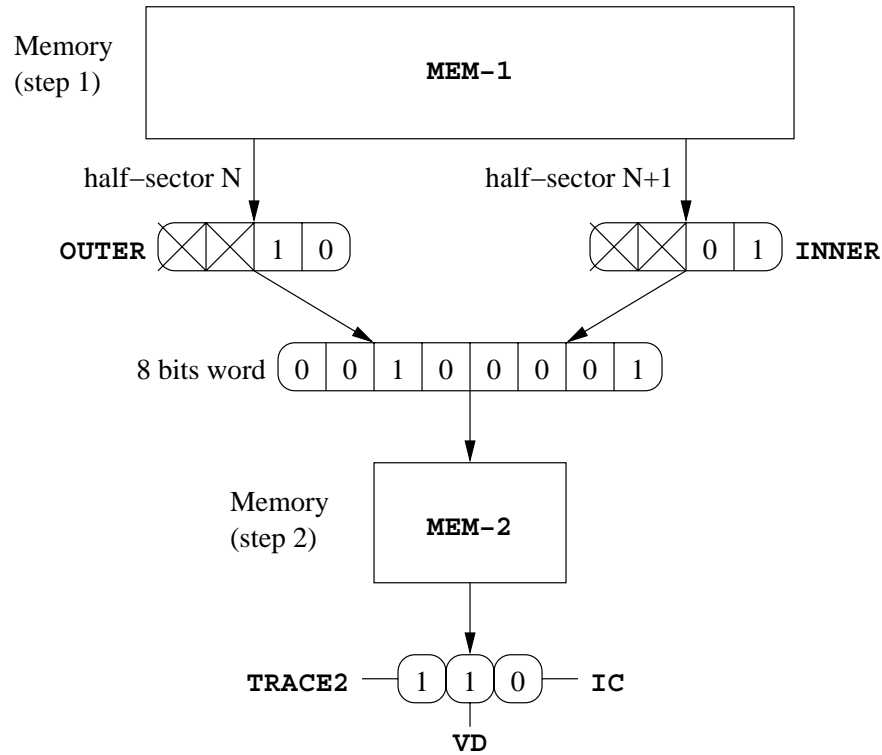 Memory
(step 1)
MEM-1
half-sector N
half-sector N+1
OUTER 1 0
0 1 INNER
8 bits word 0 0 1 0 0 0 0 1
Memory
(step 2)
MEM-2
TRACE2 1 1 0 IC
VD